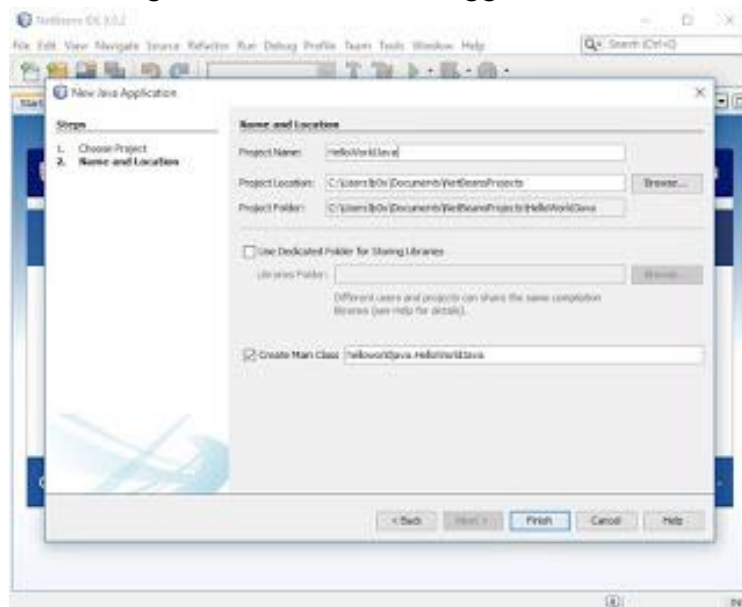 NetBeans IDE 8.0.2
File Edit View Navigate Source Refactor Run Debug Profile Team Tools Window Help
Search (Ctrl+I)
Start
New Java Application
Steps
1. Choose Project
2. Name and Location
Name and Location
Project Name: HelloWorldJava
Project Location: C:\Users\b0x\Documents\NetBeansProjects Browse...
Project Folder: C:\Users\b0x\Documents\NetBeansProjects\HelloWorldJava
Use Dedicated Folder for Storing Libraries
Libraries Folder: Browse...
Different users and projects can share the same compilation
libraries (see Help for details).
Create Main Class helloworldjava.HelloWorldJava
< Back Next > Finish Cancel Help